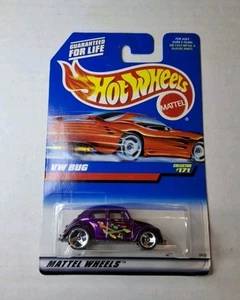 GUARANTEED
FOR LIFE
Hot Wheels
MATTEL
VW BUG
COLLECTOR
#171
MATTEL WHEELS